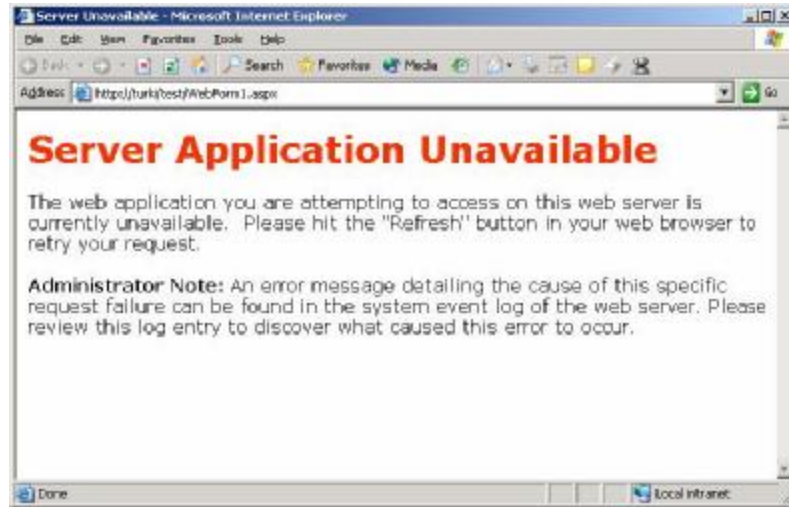 Server Unavailable - Microsoft Internet Explorer
File Edit View Favorites Tools Help
Back Search Favorites Media
Address http://turki/test/WebForm1.aspx Go
Server Application Unavailable
The web application you are attempting to access on this web server is
currently unavailable. Please hit the "Refresh" button in your web browser to
retry your request.
Administrator Note: An error message detailing the cause of this specific
request failure can be found in the system event log of the web server. Please
review this log entry to discover what caused this error to occur.
Done Local intranet